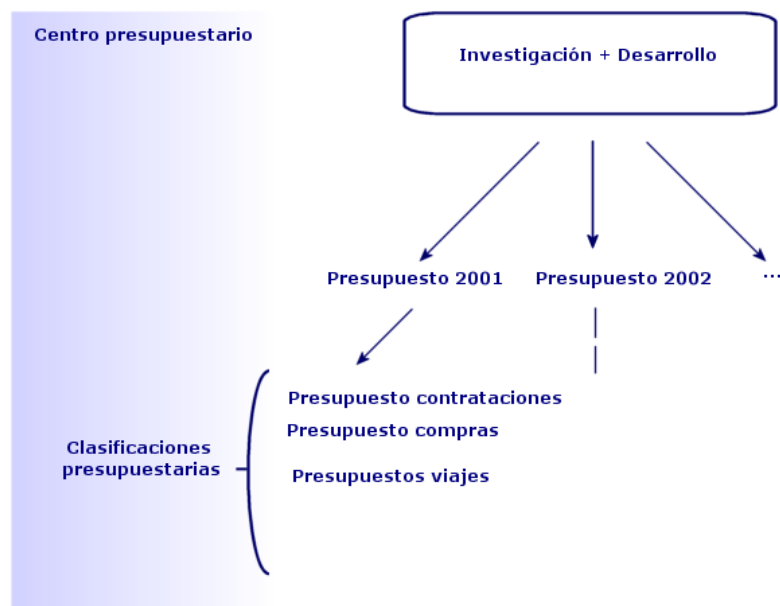 Centro presupuestario
Investigación + Desarrollo
Presupuesto 2001
Presupuesto 2002
...
Presupuesto contrataciones
Presupuesto compras
Clasificaciones
presupuestarias
Presupuestos viajes